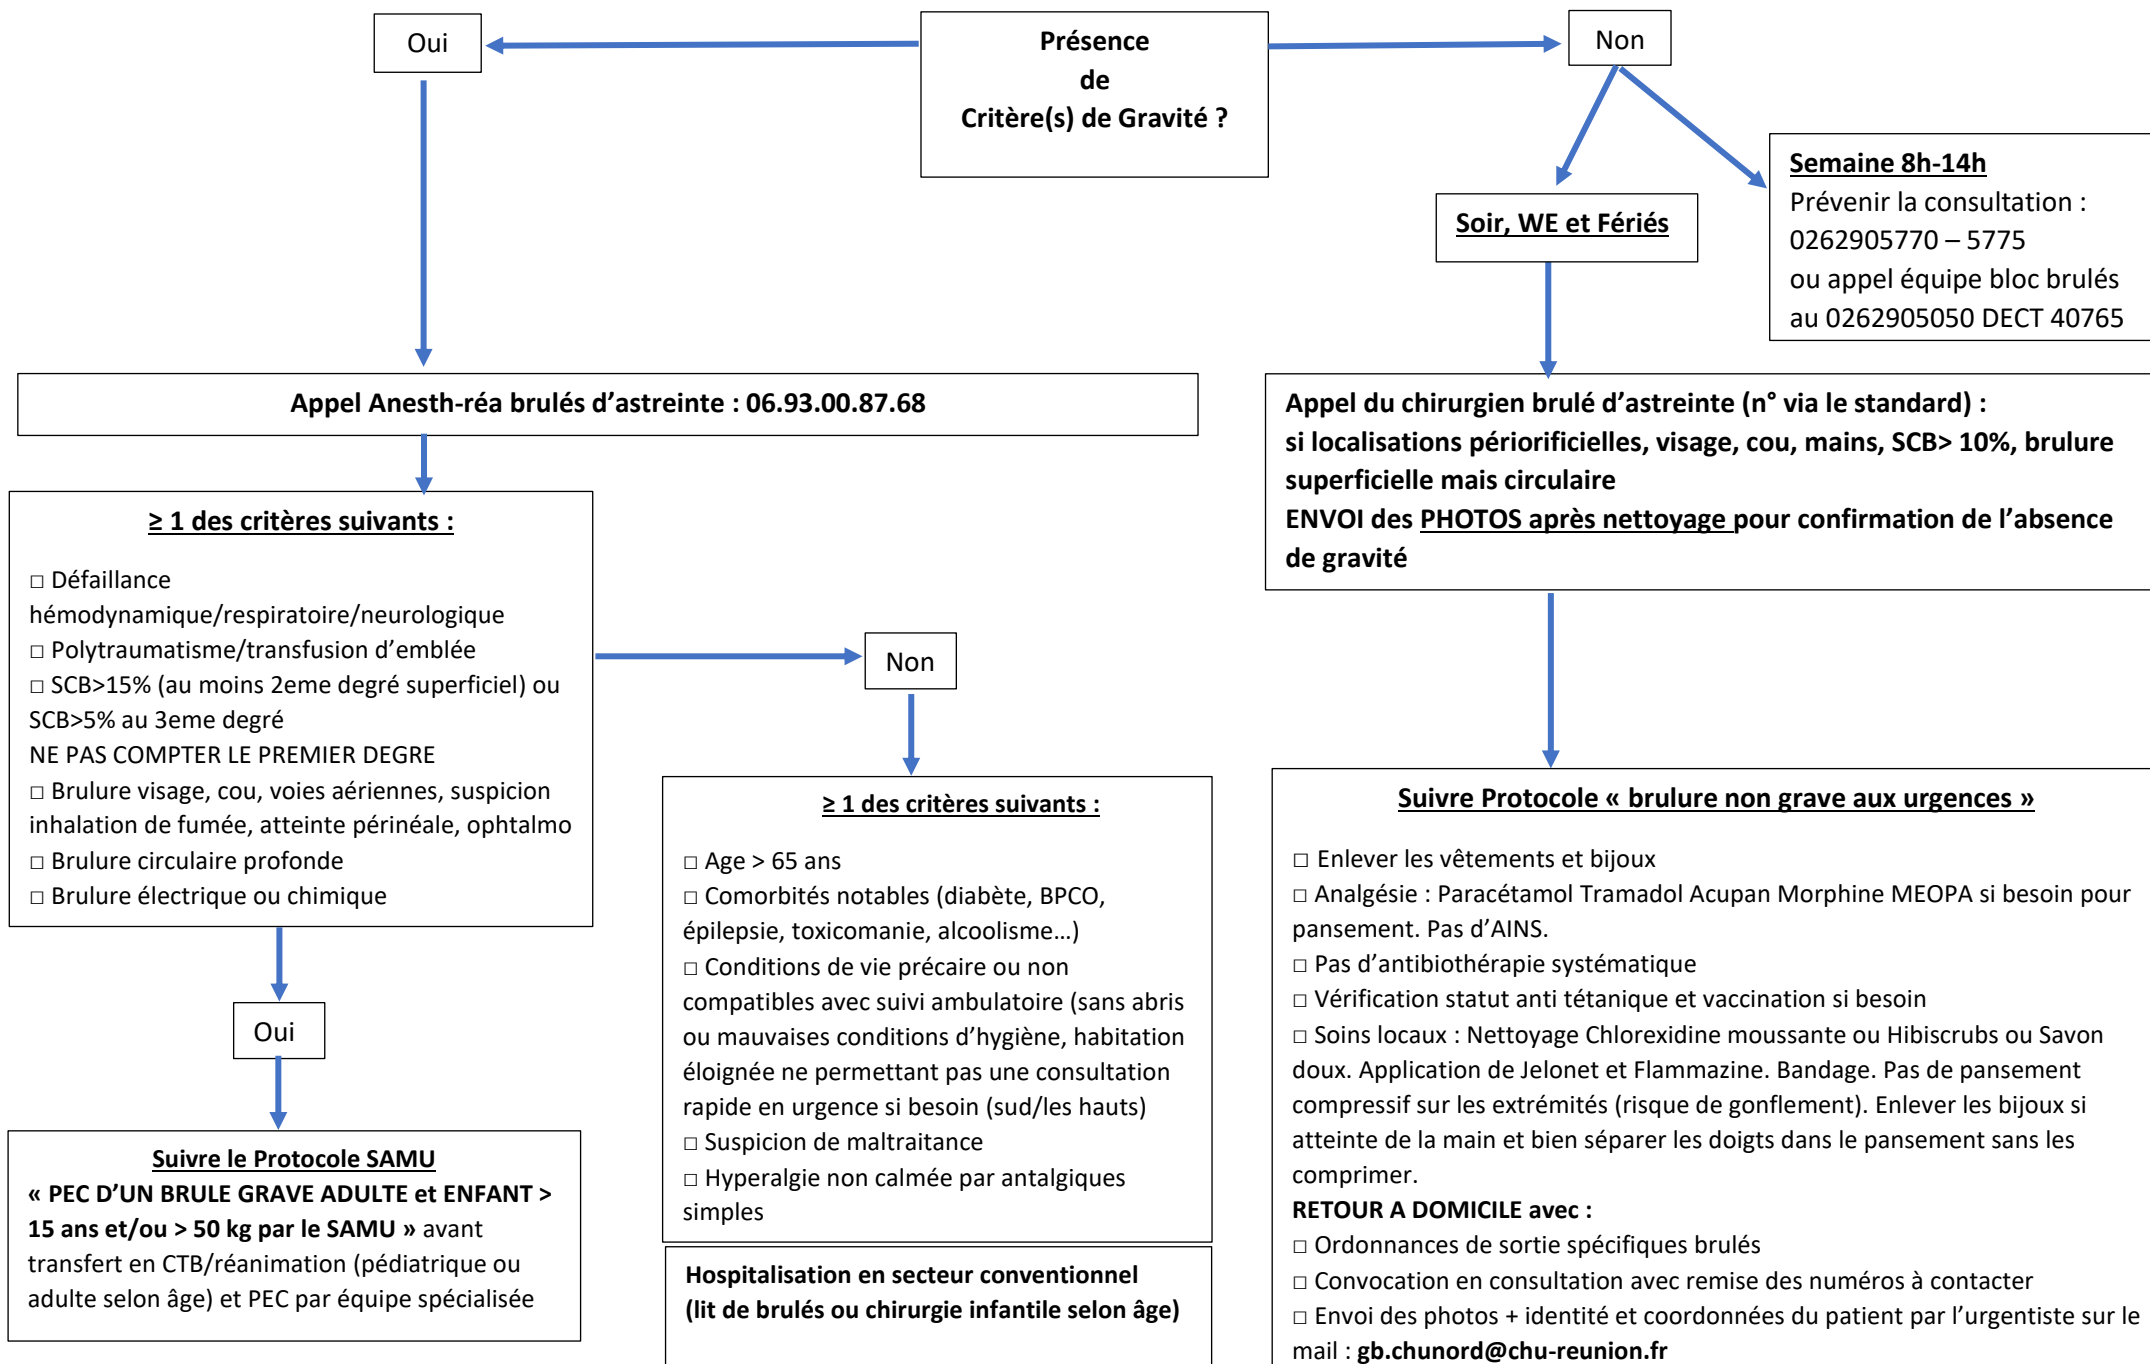 Présence
de
Critère(s) de Gravité ?
Oui
Non
Semaine 8h-14h
Prévenir la consultation :
0262905770 – 5775
ou appel équipe bloc brulés
au 0262905050 DECT 40765
Soir, WE et Fériés
Appel Anesth-réa brulés d’astreinte : 06.93.00.87.68
Appel du chirurgien brulé d’astreinte (n° via le standard) :
si localisations périorificielles, visage, cou, mains, SCB> 10%, brulure
superficielle mais circulaire
ENVOI des PHOTOS après nettoyage pour confirmation de l’absence
de gravité
≥ 1 des critères suivants :
□ Défaillance
hémodynamique/respiratoire/neurologique
□ Polytraumatisme/transfusion d’emblée
□ SCB>15% (au moins 2eme degré superficiel) ou
SCB>5% au 3eme degré
NE PAS COMPTER LE PREMIER DEGRE
□ Brulure visage, cou, voies aériennes, suspicion
inhalation de fumée, atteinte périnéale, ophtalmo
□ Brulure circulaire profonde
□ Brulure électrique ou chimique
Non
≥ 1 des critères suivants :
□ Age > 65 ans
□ Comorbités notables (diabète, BPCO,
épilepsie, toxicomanie, alcoolisme…)
□ Conditions de vie précaire ou non
compatibles avec suivi ambulatoire (sans abris
ou mauvaises conditions d’hygiène, habitation
éloignée ne permettant pas une consultation
rapide en urgence si besoin (sud/les hauts)
□ Suspicion de maltraitance
□ Hyperalgie non calmée par antalgiques
simples
Hospitalisation en secteur conventionnel
(lit de brulés ou chirurgie infantile selon âge)
Oui
Suivre le Protocole SAMU
« PEC D’UN BRULE GRAVE ADULTE et ENFANT >
15 ans et/ou > 50 kg par le SAMU » avant
transfert en CTB/réanimation (pédiatrique ou
adulte selon âge) et PEC par équipe spécialisée
Suivre Protocole « brulure non grave aux urgences »
□ Enlever les vêtements et bijoux
□ Analgésie : Paracétamol Tramadol Acupan Morphine MEOPA si besoin pour
pansement. Pas d’AINS.
□ Pas d’antibiothérapie systématique
□ Vérification statut anti tétanique et vaccination si besoin
□ Soins locaux : Nettoyage Chlorexidine moussante ou Hibiscrubs ou Savon
doux. Application de Jelonet et Flammazine. Bandage. Pas de pansement
compressif sur les extrémités (risque de gonflement). Enlever les bijoux si
atteinte de la main et bien séparer les doigts dans le pansement sans les
comprimer.
RETOUR A DOMICILE avec :
□ Ordonnances de sortie spécifiques brulés
□ Convocation en consultation avec remise des numéros à contacter
□ Envoi des photos + identité et coordonnées du patient par l’urgentiste sur le
mail : gb.chunord@chu-reunion.fr